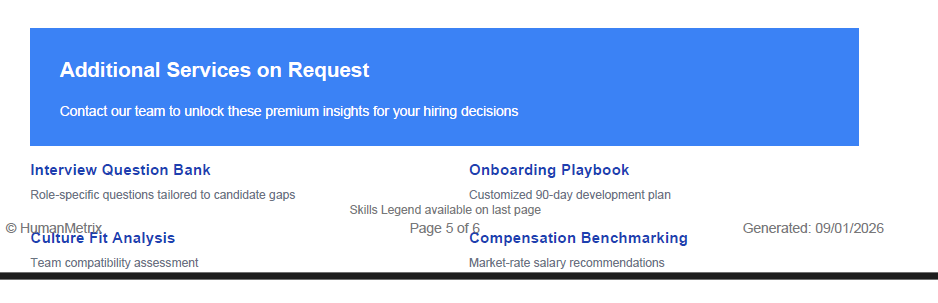 Additional Services on Request
Contact our team to unlock these premium insights for your hiring decisions
Interview Question Bank
Onboarding Playbook
Role-specific questions tailored to candidate gaps
Customized 90-day development plan
Skills Legend available on last page
© HumanMetrix
Page 5 of 6
Generated: 09/01/2026
Culture Fit Analysis
Compensation Benchmarking
Team compatibility assessment
Market-rate salary recommendations